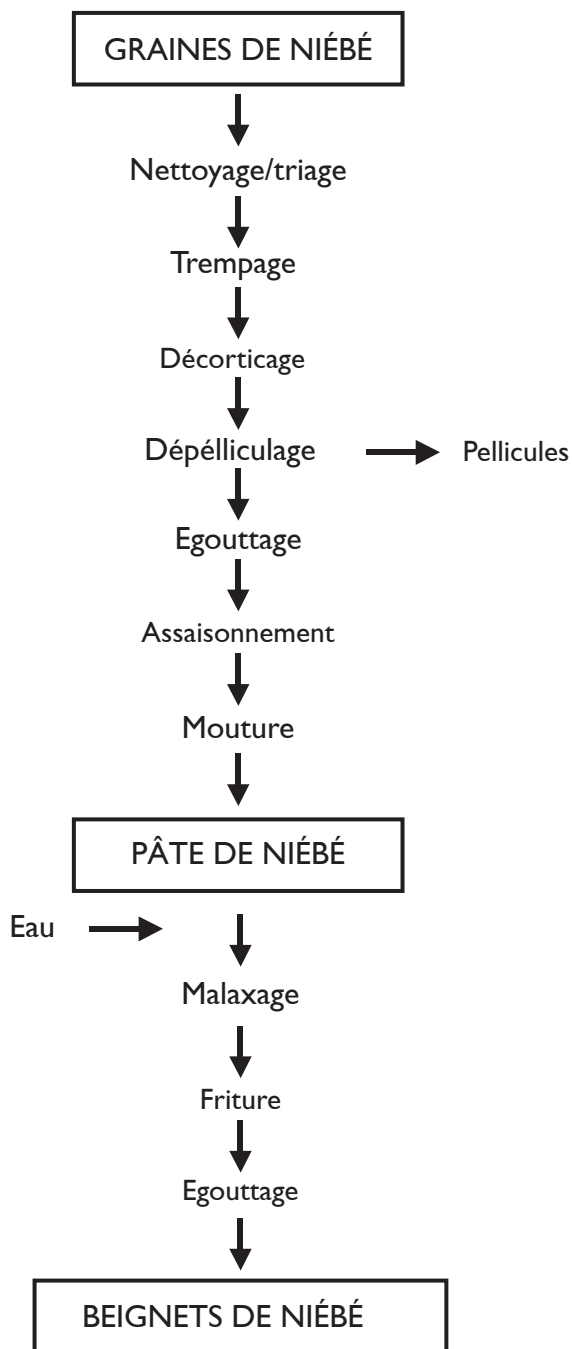 GRAINES DE NIÉBÉ
Nettoyage/triage
Trempage
Décorticage
Dépélliculage
Pellicules
Egouttage
Assaisonnement
Mouture
PÂTE DE NIÉBÉ
Eau
Malaxage
Friture
Egouttage
BEIGNETS DE NIÉBÉ